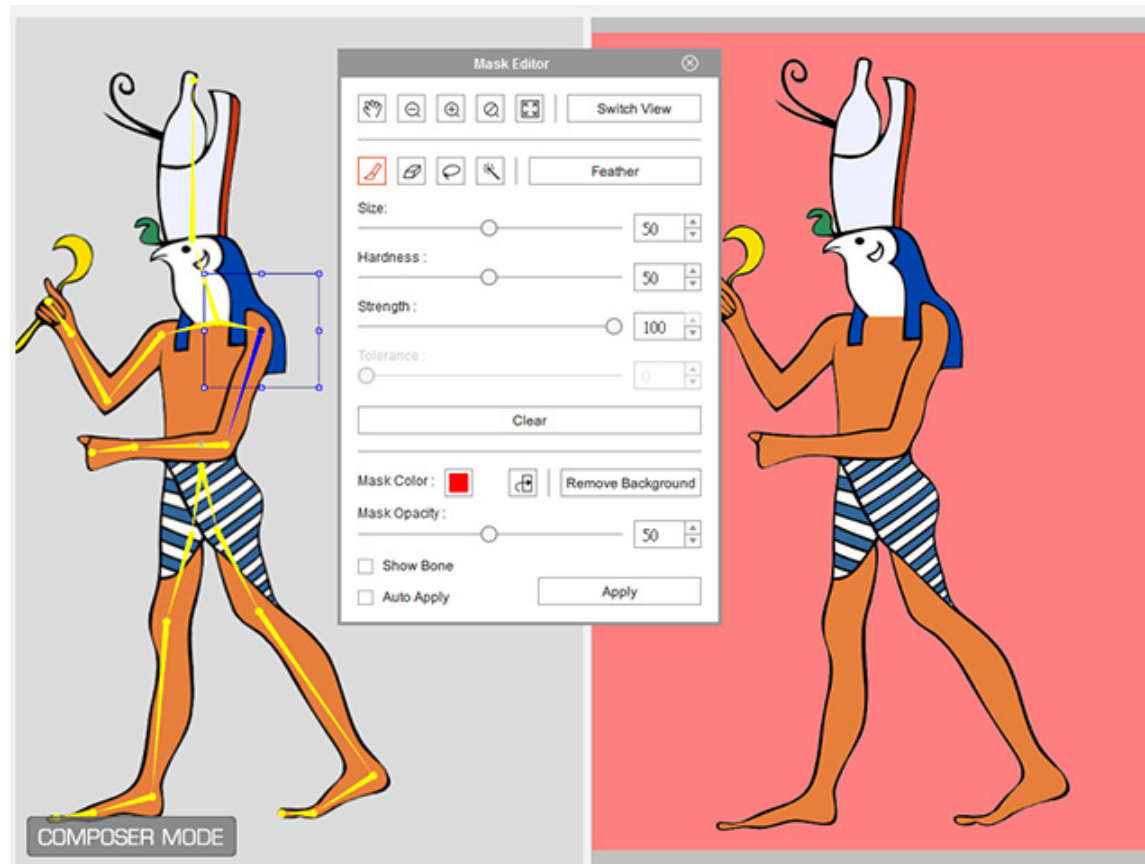 Mask Editor
Switch View
Feather
Size:
50
Hardness :
50
Strength :
100
Tolerance :
0
Clear
Mask Color :
Remove Background
Mask Opacity :
50
Show Bone
Auto Apply
Apply
COMPOSER MODE